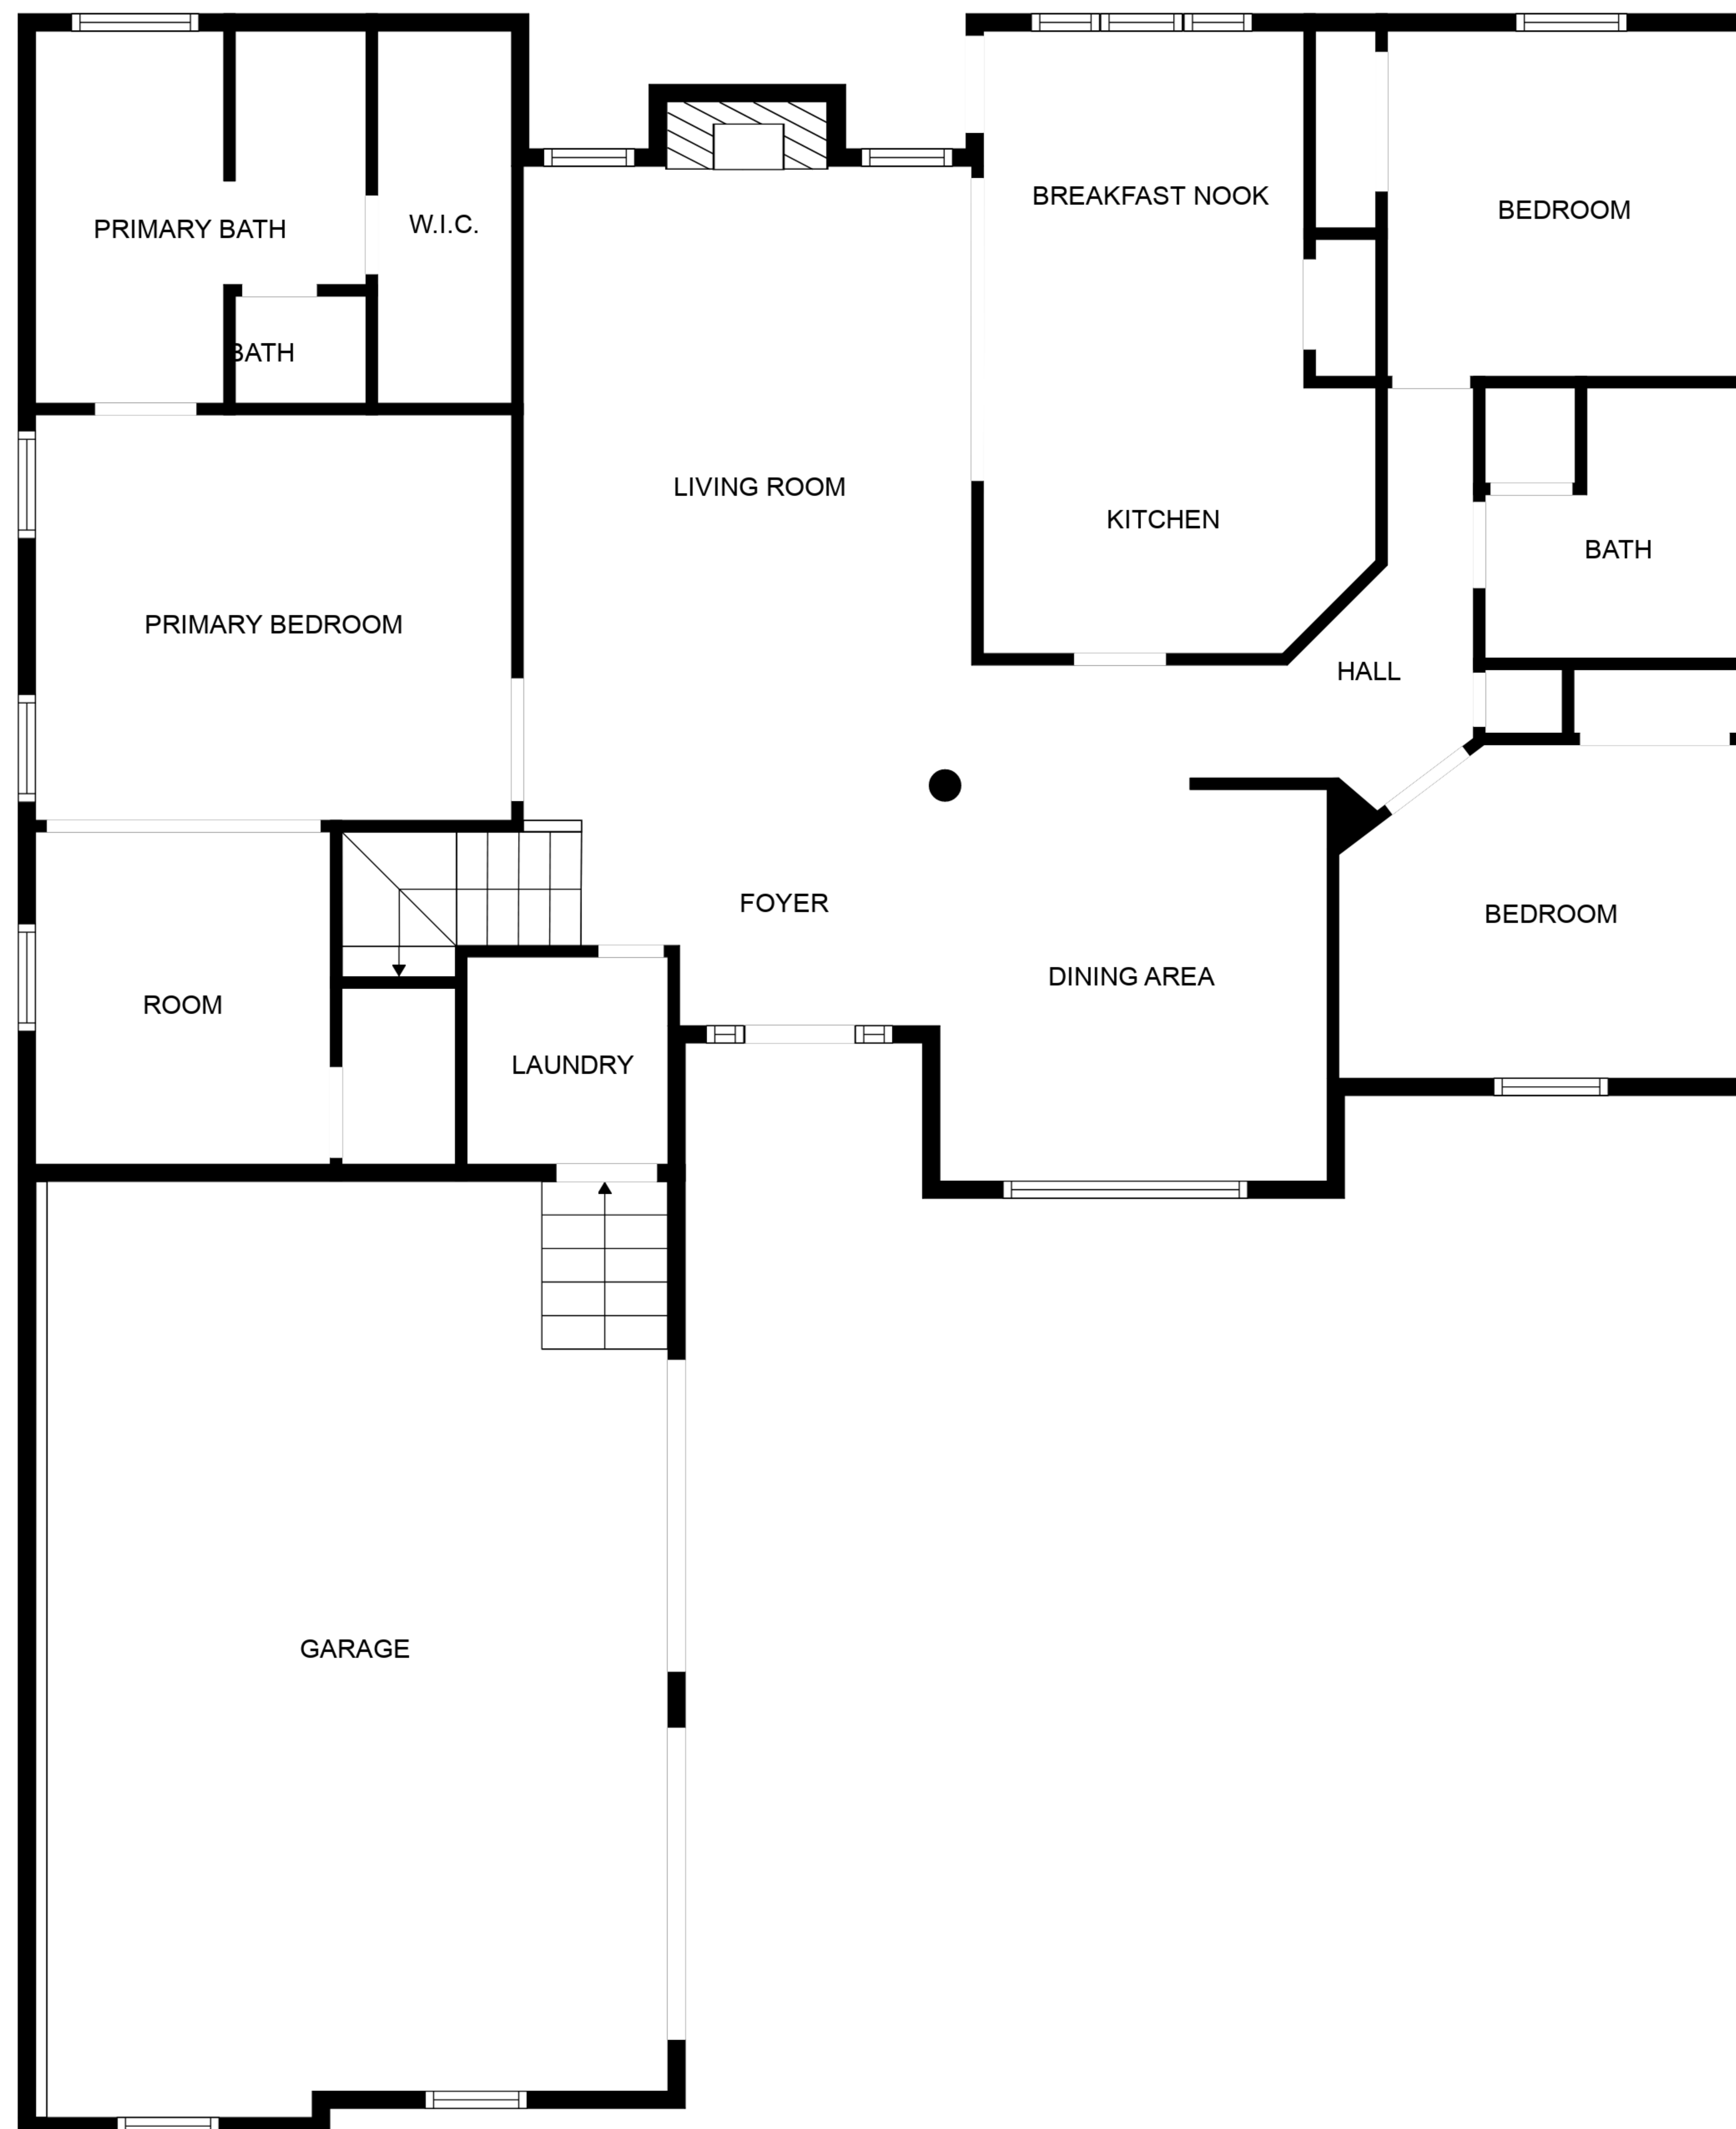 BREAKFAST NOOK
BEDROOM
PRIMARY BATH
W.I.C.
BATH
LIVING ROOM
KITCHEN
BATH
PRIMARY BEDROOM
HALL
FOYER
BEDROOM
DINING AREA
ROOM
LAUNDRY
GARAGE